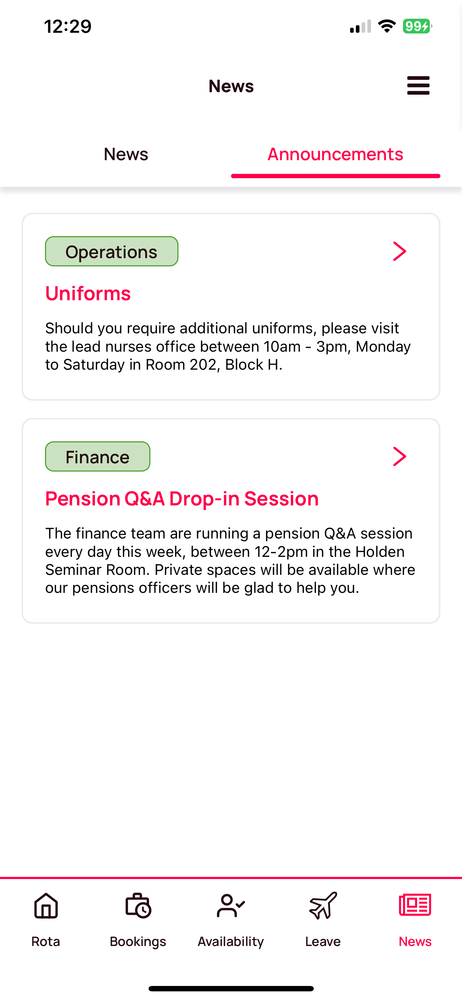 12:29
99
News
News
Announcements
Operations
Uniforms
Should you require additional uniforms, please visit
the lead nurses office between 10am - 3pm, Monday
to Saturday in Room 202, Block H.
Finance
Pension Q&A Drop-in Session
The finance team are running a pension Q&A session
every day this week, between 12-2pm in the Holden
Seminar Room. Private spaces will be available where
our pensions officers will be glad to help you.
Rota
Bookings
Availability
Leave
News